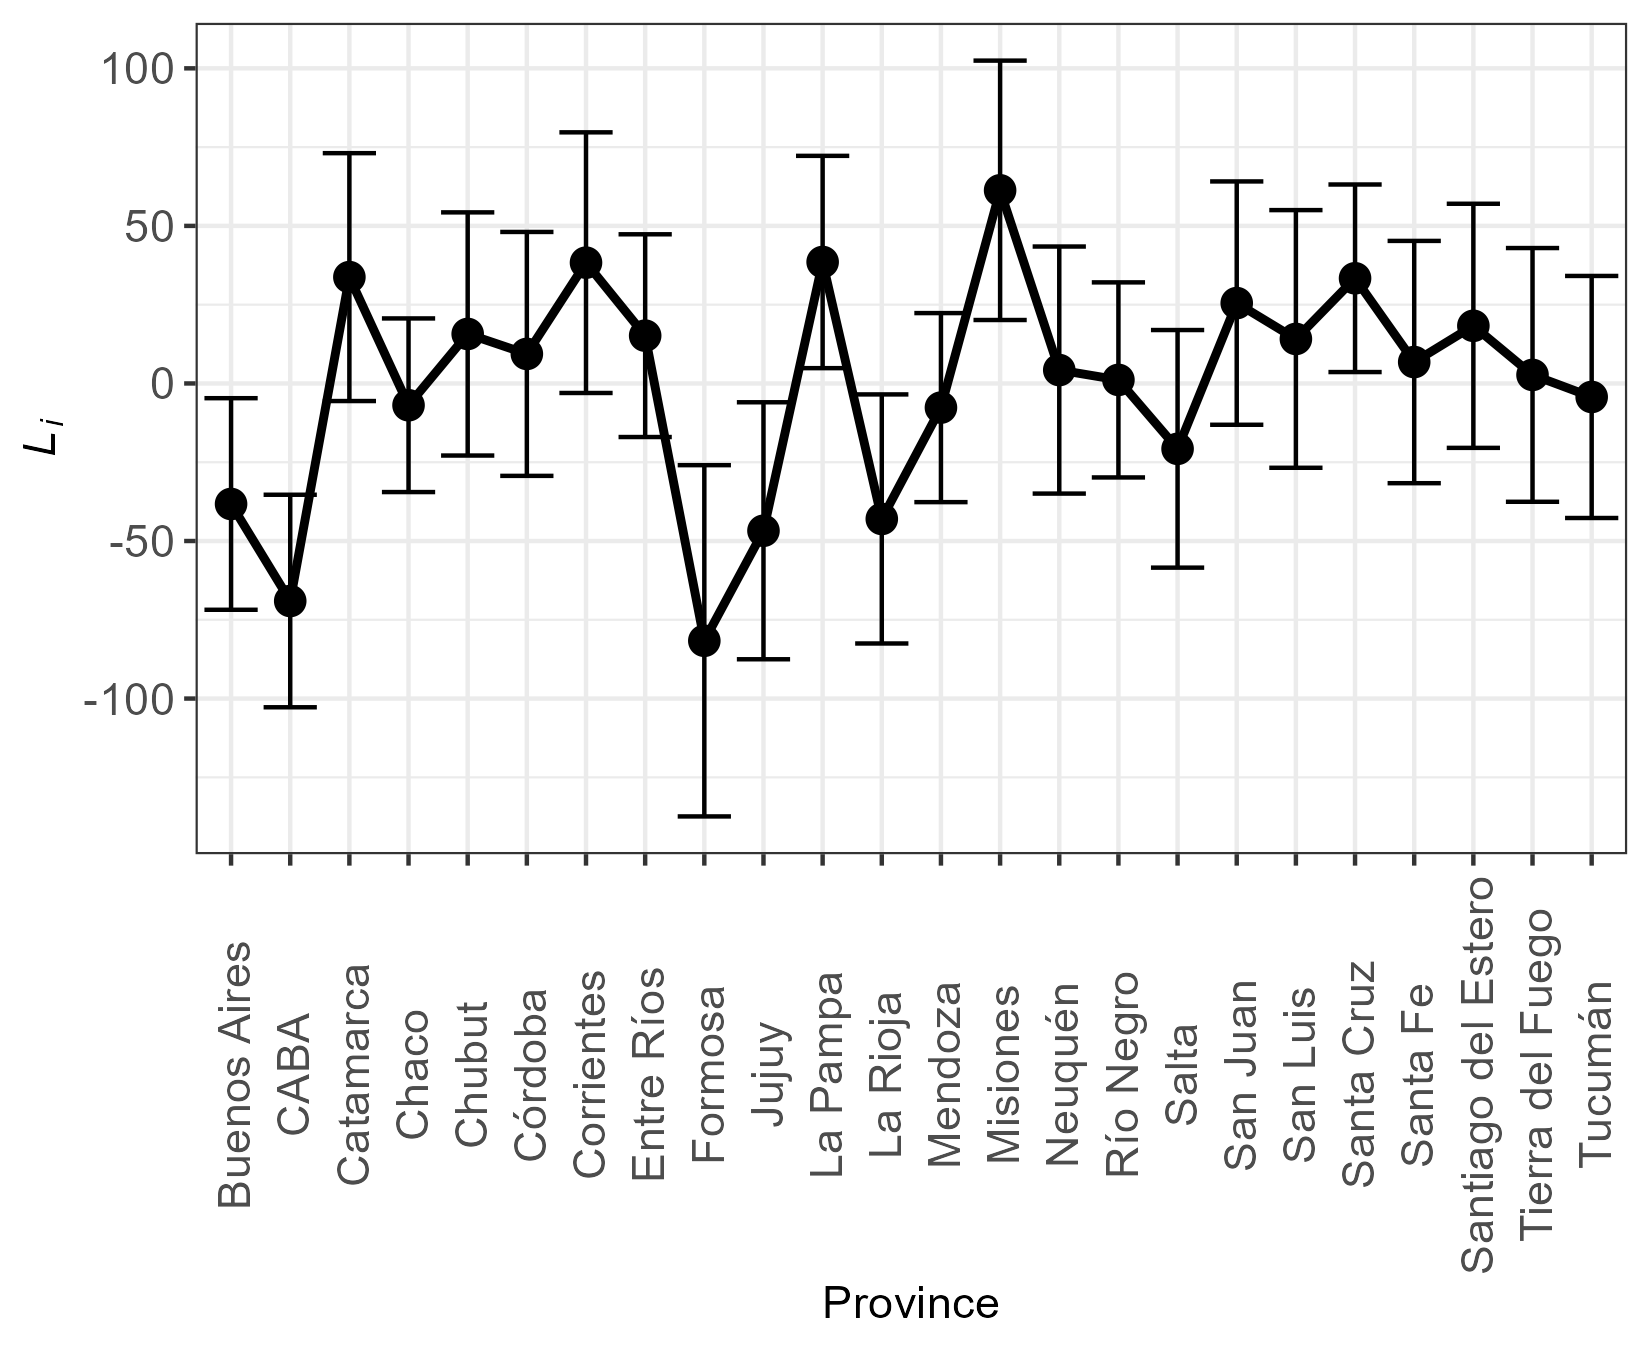 100
50
0
-50
-100
L_i
Buenos Aires
CABA
Catamarca
Chaco
Chubut
Córdoba
Corrientes
Entre Ríos
Formosa
Jujuy
La Pampa
La Rioja
Mendoza
Misiones
Neuquén
Río Negro
Salta
San Juan
San Luis
Santa Cruz
Santa Fe
Santiago del Estero
Tierra del Fuego
Tucumán
Province